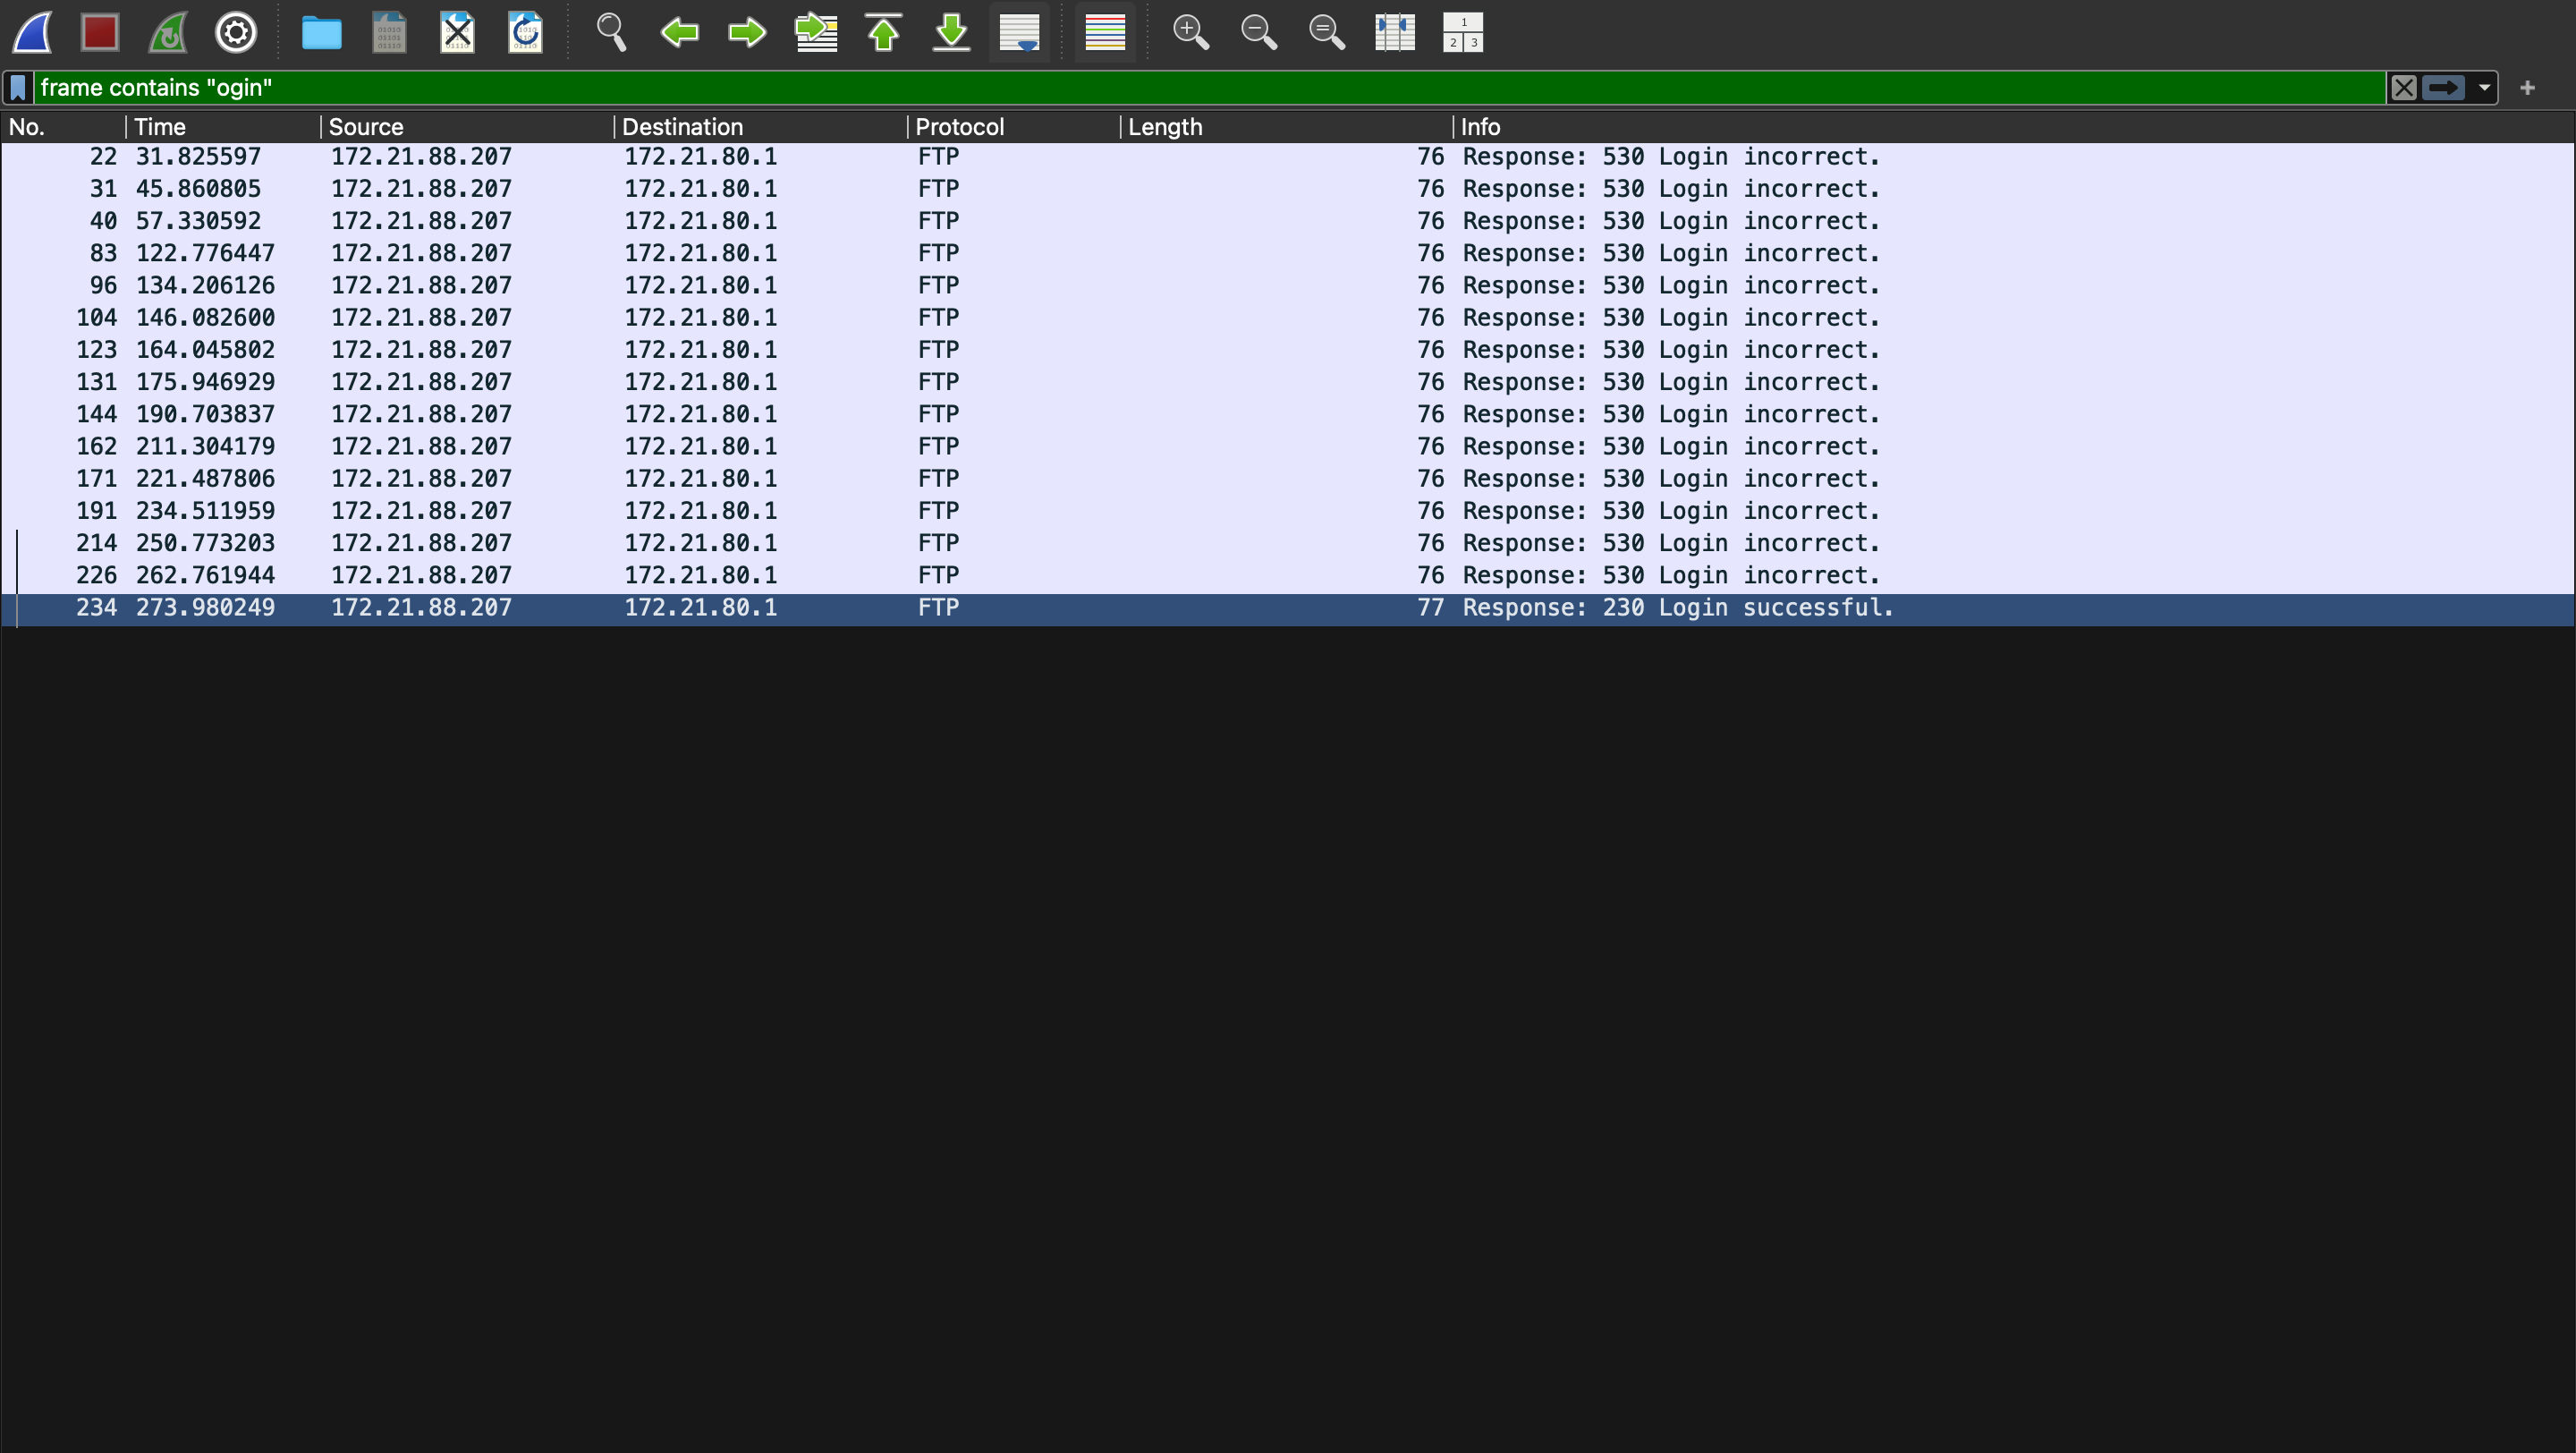 1
2 3
frame contains "ogin"
No. Time Source Destination Protocol Length Info
22 31.825597 172.21.88.207 172.21.80.1 FTP 76 Response: 530 Login incorrect.
31 45.860805 172.21.88.207 172.21.80.1 FTP 76 Response: 530 Login incorrect.
40 57.330592 172.21.88.207 172.21.80.1 FTP 76 Response: 530 Login incorrect.
83 122.776447 172.21.88.207 172.21.80.1 FTP 76 Response: 530 Login incorrect.
96 134.206126 172.21.88.207 172.21.80.1 FTP 76 Response: 530 Login incorrect.
104 146.082600 172.21.88.207 172.21.80.1 FTP 76 Response: 530 Login incorrect.
123 164.045802 172.21.88.207 172.21.80.1 FTP 76 Response: 530 Login incorrect.
131 175.946929 172.21.88.207 172.21.80.1 FTP 76 Response: 530 Login incorrect.
144 190.703837 172.21.88.207 172.21.80.1 FTP 76 Response: 530 Login incorrect.
162 211.304179 172.21.88.207 172.21.80.1 FTP 76 Response: 530 Login incorrect.
171 221.487806 172.21.88.207 172.21.80.1 FTP 76 Response: 530 Login incorrect.
191 234.511959 172.21.88.207 172.21.80.1 FTP 76 Response: 530 Login incorrect.
214 250.773203 172.21.88.207 172.21.80.1 FTP 76 Response: 530 Login incorrect.
226 262.761944 172.21.88.207 172.21.80.1 FTP 76 Response: 530 Login incorrect.
234 273.980249 172.21.88.207 172.21.80.1 FTP 77 Response: 230 Login successful.